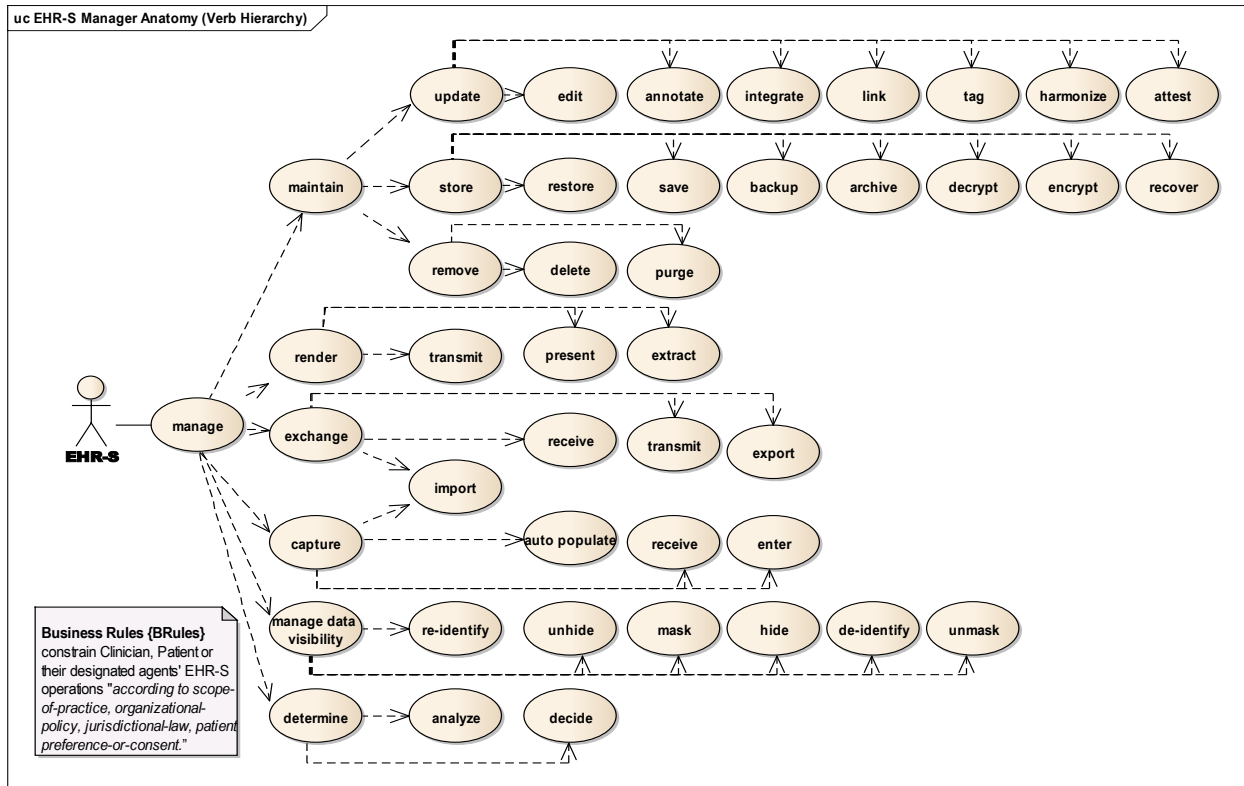 uc EHR-S Manager Anatomy (Verb Hierarchy)
update
edit
annotate
integrate
link
tag
harmonize
attest
maintain
store
restore
save
backup
archive
decrypt
encrypt
recover
remove
delete
purge
render
transmit
present
extract
EHR-S
manage
exchange
receive
transmit
export
import
capture
auto populate
receive
enter
manage data
visibility
re-identify
unhide
mask
hide
de-identify
unmask
determine
analyze
decide
Business Rules {BRules}
constrain Clinician, Patient or
their designated agents' EHR-S
operations "according to scope-
of-practice, organizational-
policy, jurisdictional-law, patient
preference-or-consent.”